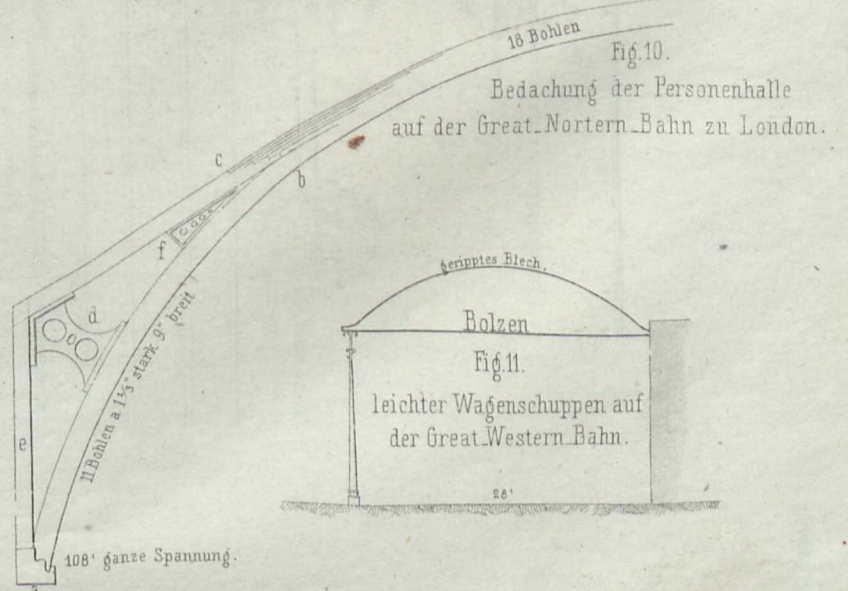 18 Bohlen
Fig.10.
Bedachung der Personenhalle
auf der Great-Nortern-Bahn zu London.
c
b
f
d
e
11 Bohlen a 1⅓" stark 9" breit
108' ganze Spannung.
a
geripptes Blech.
Bolzen
Fig.11.
leichter Wagenschuppen auf
der Great-Western-Bahn.
28'